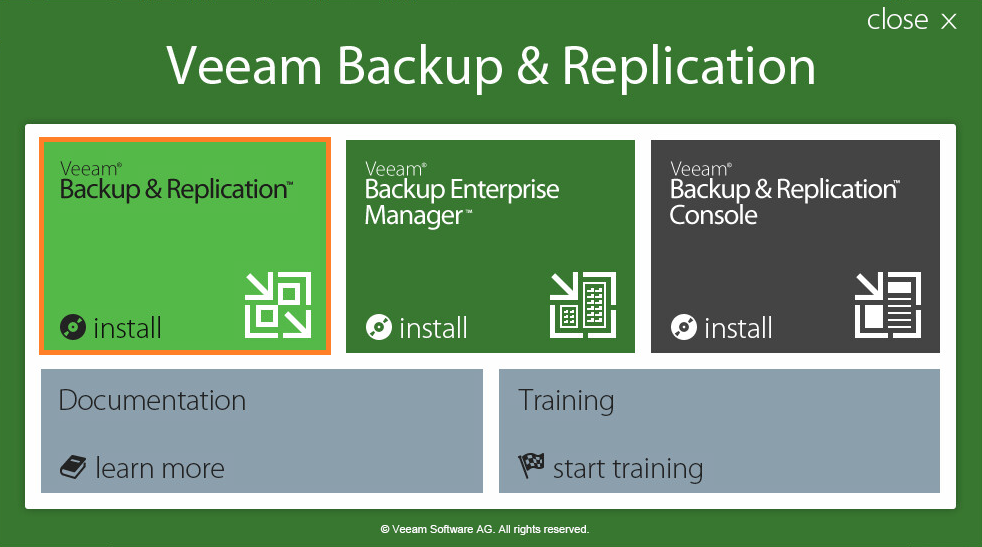 close X
Veeam Backup & Replication
Veeam®
Backup & Replication™
install
Veeam®
Backup Enterprise
Manager™
install
Veeam®
Backup & Replication™
Console
install
Documentation
learn more
Training
start training
© Veeam Software AG. All rights reserved.